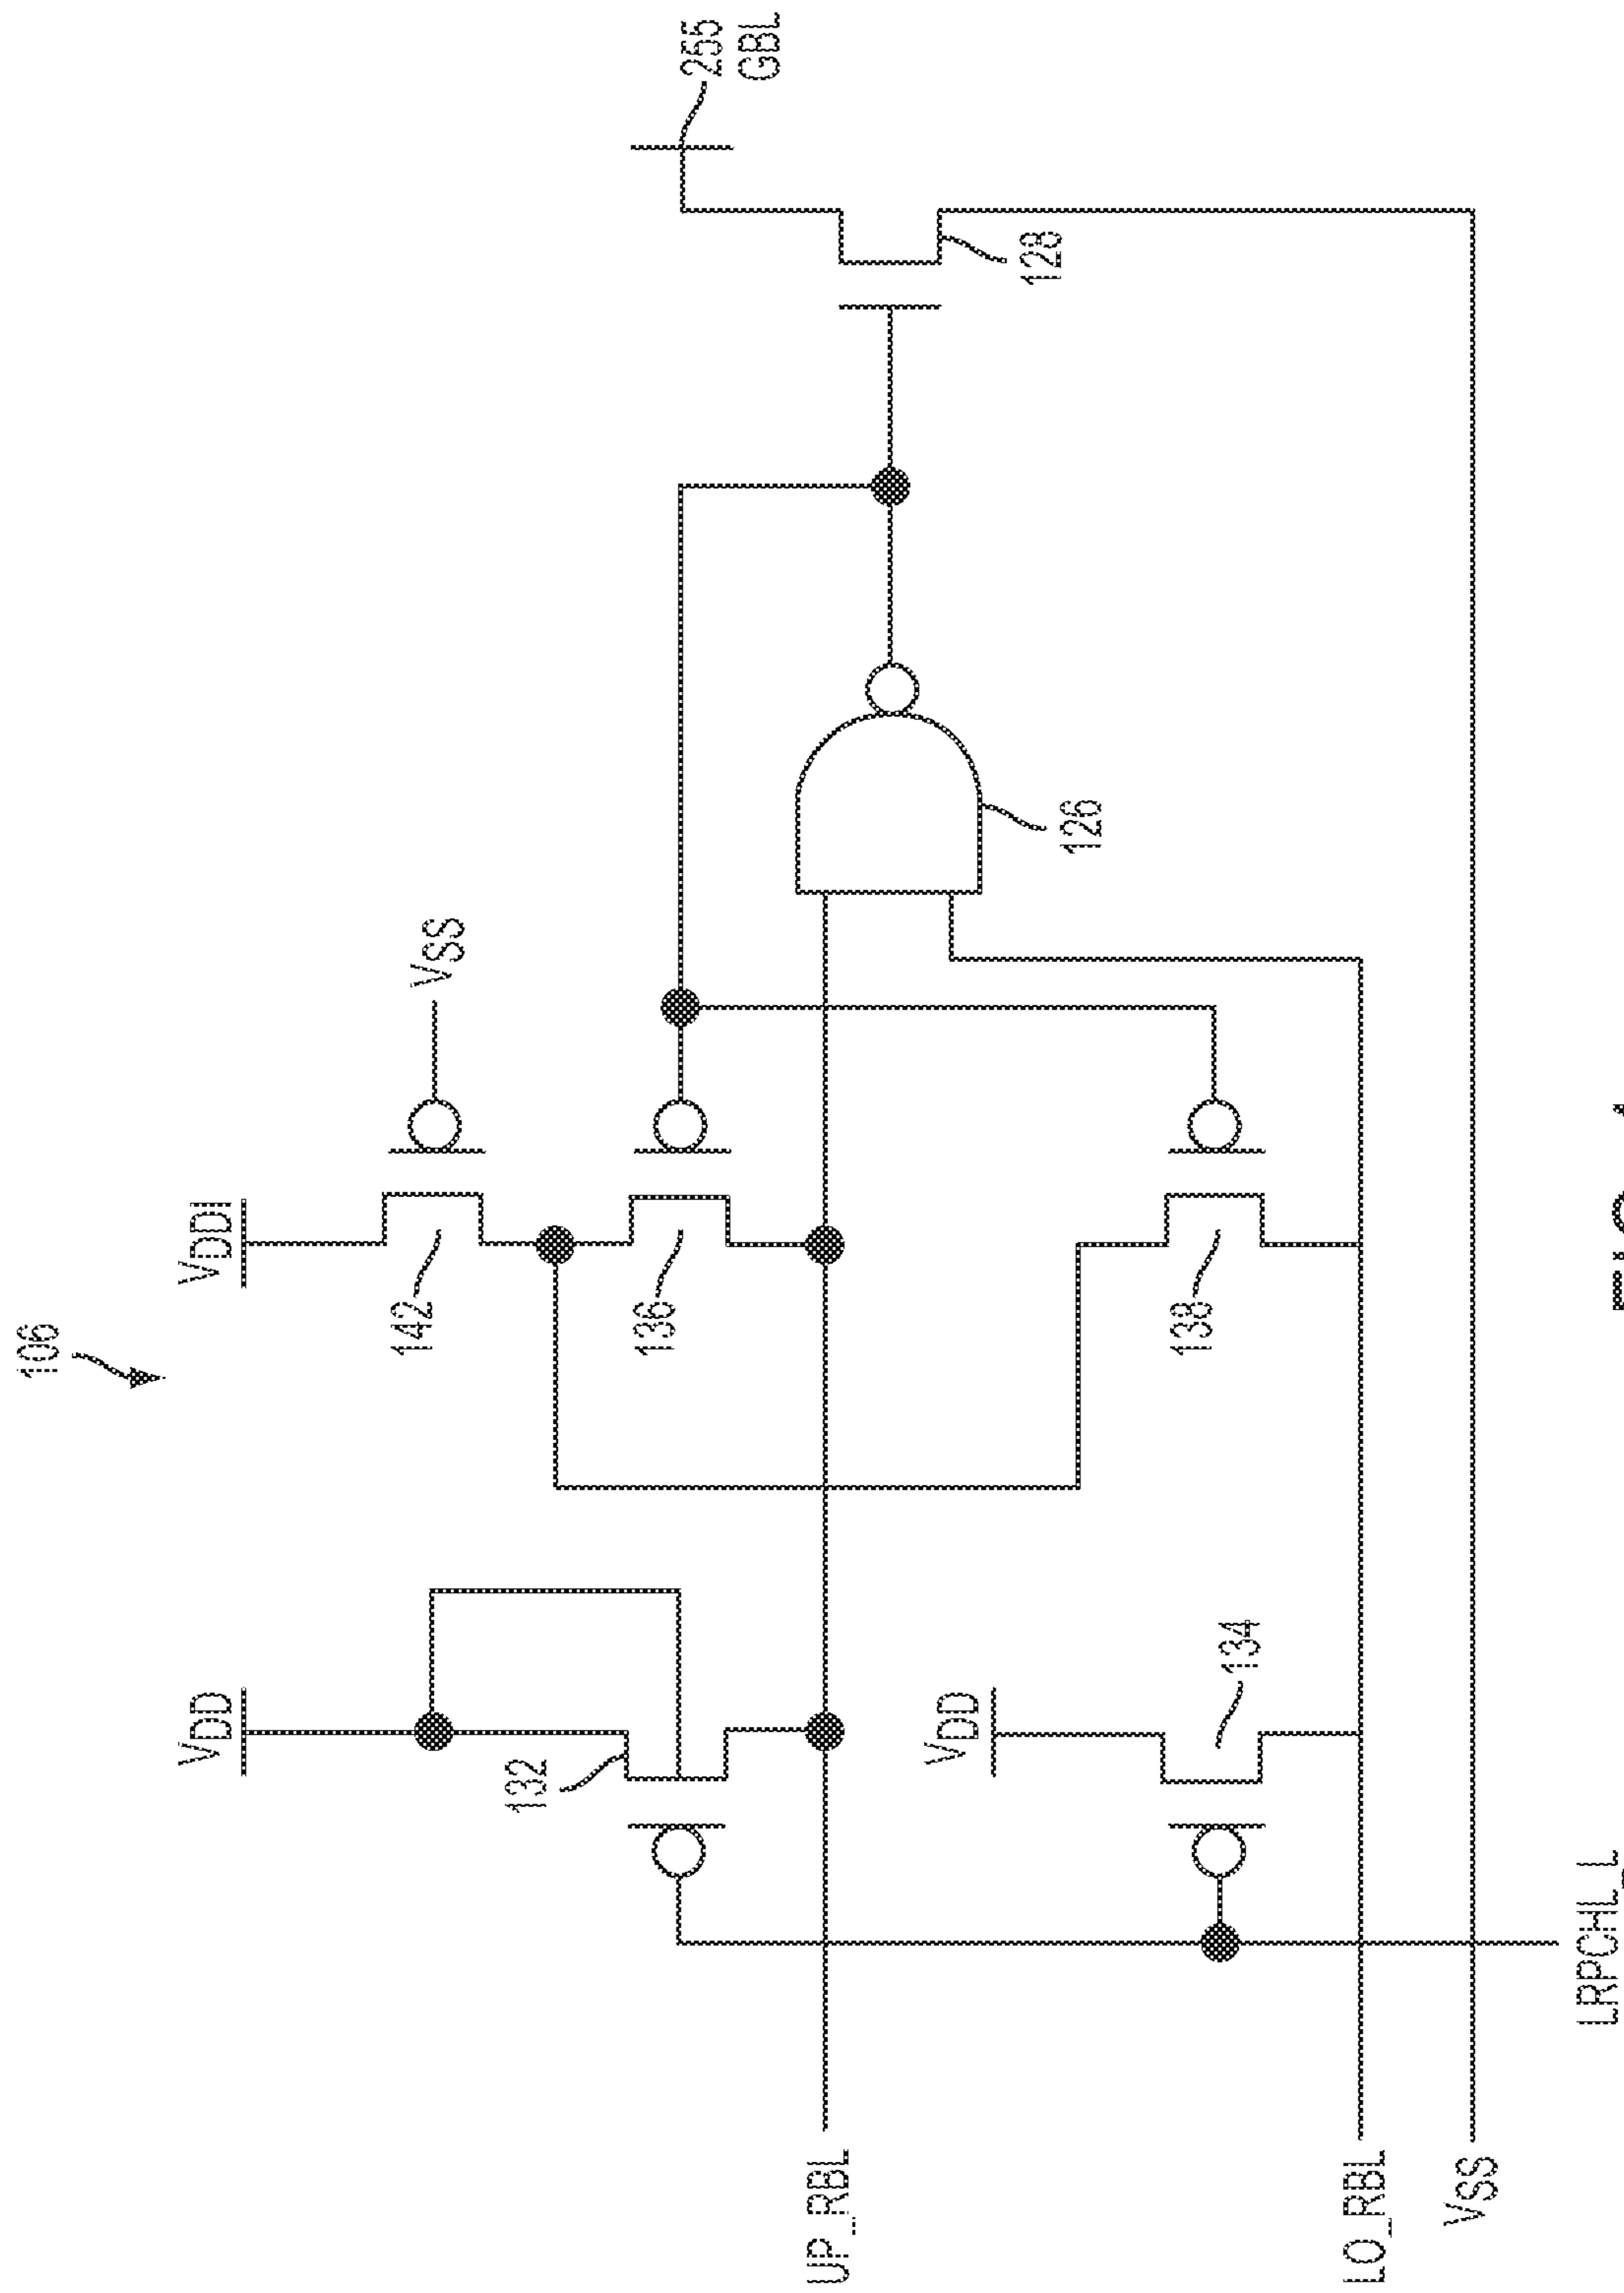 106
VDD
VDDI
VSS
142
132
136
255
GBL
UP_RBL
126
128
VDD
134
138
LO_RBL
VSS
LRPCHL_L